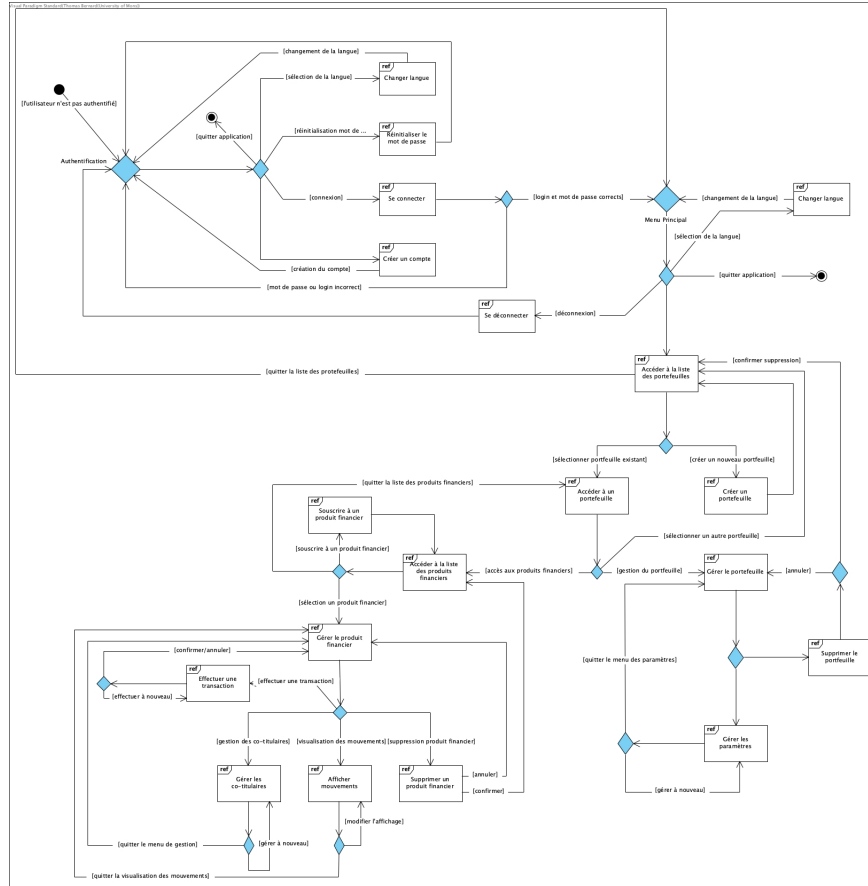 Visual Paradigm Standard(Thomas Bernard(University of Mons))
[changement de la langue]
ref
Changer langue
[sélection de la langue]
[l'utilisateur n'est pas authentifié]
[quitter application]
[réinitialisation mot de ...
ref
Réinitialiser le
mot de passe
Authentification
[connexion]
ref
Se connecter
[login et mot de passe corrects]
Menu Principal
[changement de la langue]
ref
Changer langue
[sélection de la langue]
ref
Créer un compte
[création du compte]
[mot de passe ou login incorrect]
[quitter application]
ref
Se déconnecter
[déconnexion]
[quitter la liste des protefeuilles]
ref
Accéder à la liste
des portefeuilles
[confirmer suppression]
[sélectionner portfeuille existant]
[créer un nouveau portfeuille]
[quitter la liste des produits financiers]
ref
Accéder à un
portefeuille
ref
Créer un
portefeuille
ref
Souscrire à un
produit financier
[sélectionner un autre portfeuille]
[souscrire à un produit financier]
ref
Accéder à la liste
des produits
financiers
[accès aux produits financiers]
[gestion du portfeuille]
ref
Gérer le portefeuille
[annuler]
[sélection un produit financier]
ref
Gérer le produit
financier
[confirmer/annuler]
ref
Effectuer une
transaction
[effectuer une transaction]
[effectuer à nouveau]
[quitter le menu des paramètres]
ref
Supprimer le
portfeuille
[gestion des co-titulaires]
[visualisation des mouvements]
[suppression produit financier]
ref
Gérer les
paramètres
ref
Gérer les
co-titulaires
ref
Afficher
mouvements
ref
Supprimer un
produit financier
[annuler]
[confirmer]
[gérer à nouveau]
[modifier l'affichage]
[quitter le menu de gestion]
[gérer à nouveau]
[quitter la visualisation des mouvements]